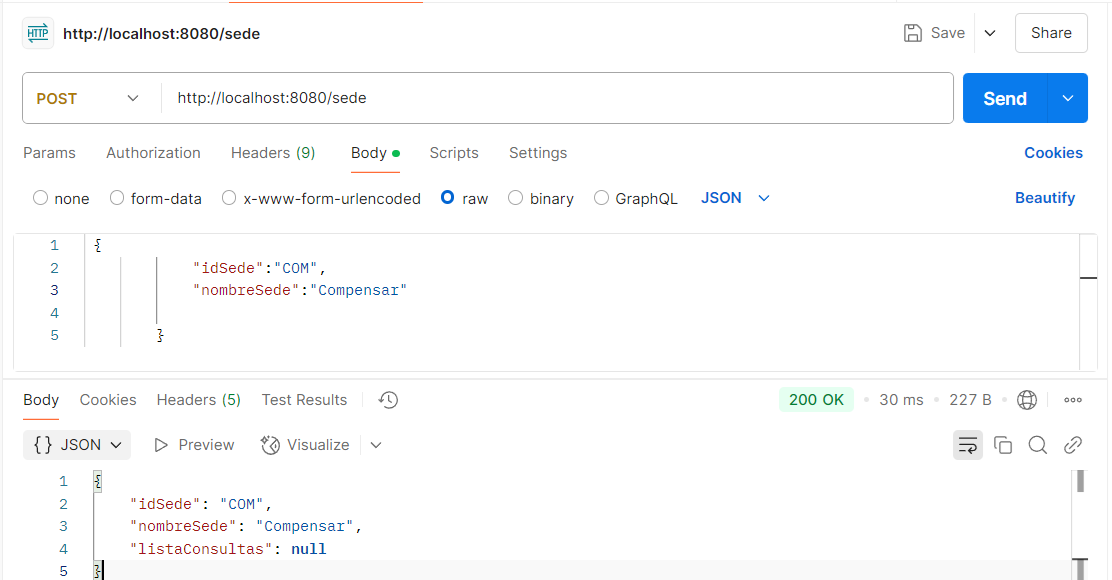 HTTP http://localhost:8080/sede Save Share
POST http://localhost:8080/sede Send
Params Authorization Headers (9) Body Scripts Settings Cookies
none form-data x-www-form-urlencoded raw binary GraphQL JSON Beautify
1 {
2 "idSede":"COM",
3 "nombreSede":"Compensar"
4
5 }
Body Cookies Headers (5) Test Results 200 OK 30 ms 227 B
{} JSON Preview Visualize
1 {
2 "idSede": "COM",
3 "nombreSede": "Compensar",
4 "listaConsultas": null
5 }